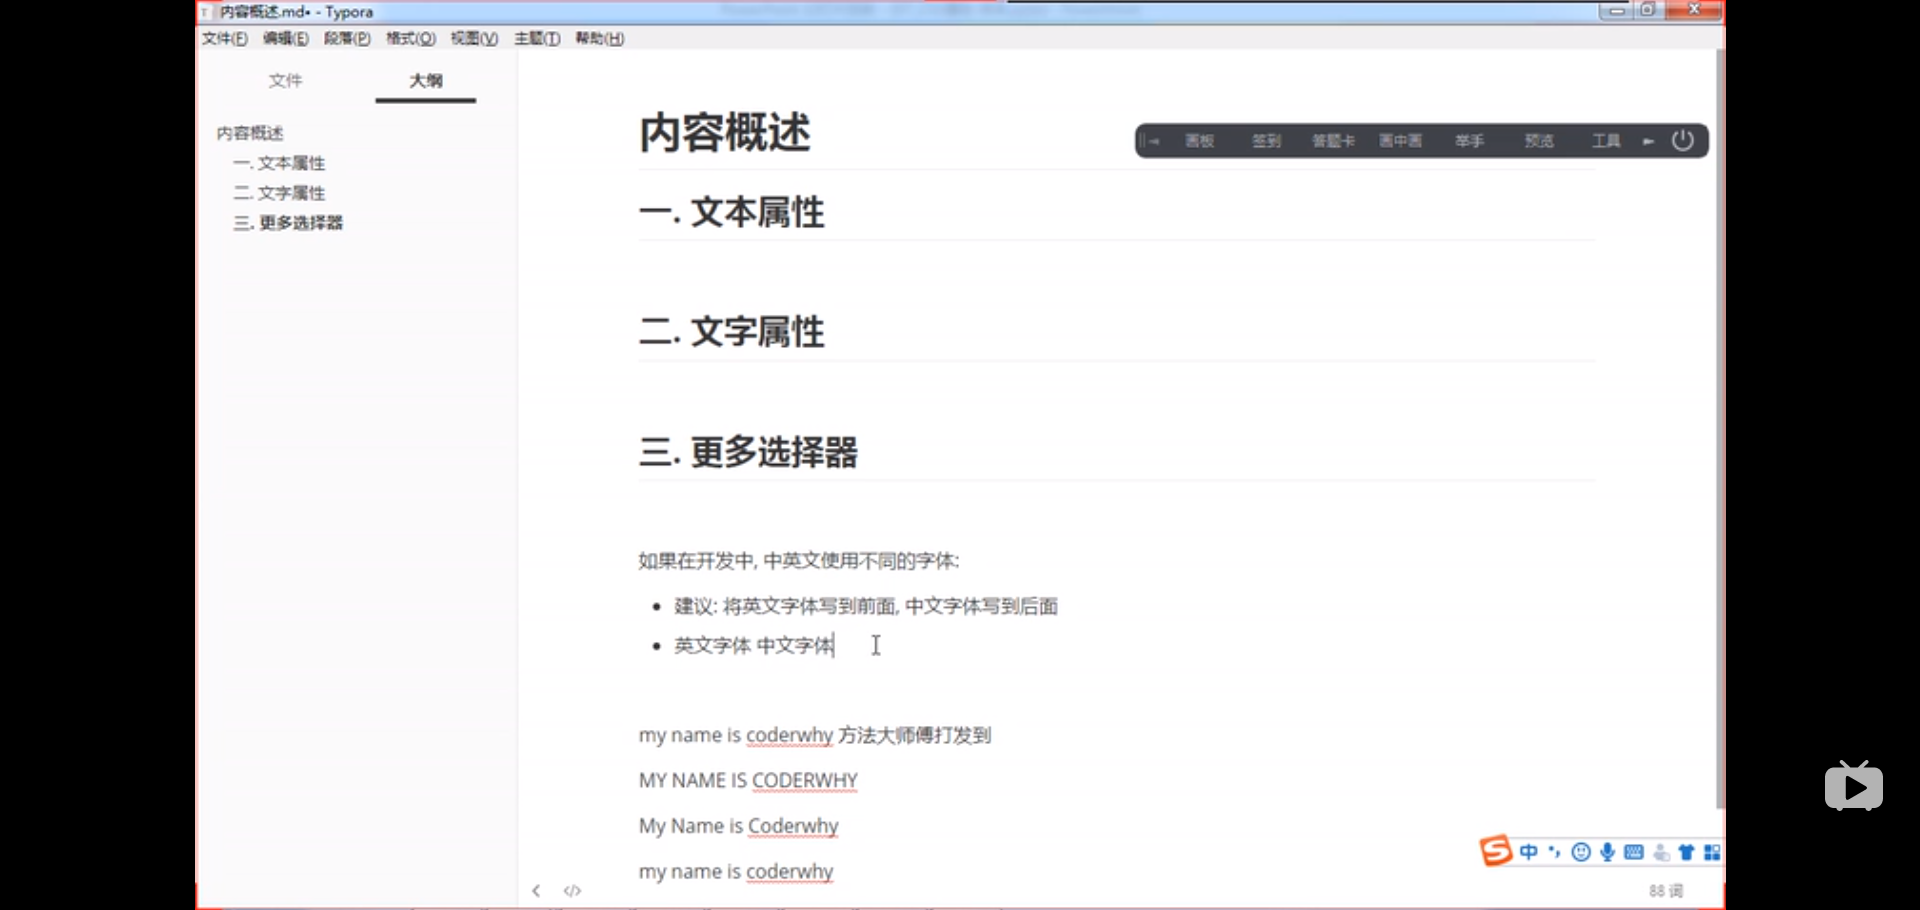 内容概述.md• - Typora
文件(F) 编辑(E) 段落(P) 格式(O) 视图(V) 主题(T) 帮助(H)
文件 大纲
内容概述
一. 文本属性
二. 文字属性
三. 更多选择器
内容概述
画板 签到 答题卡 画中画 举手 预览 工具
一. 文本属性
二. 文字属性
三. 更多选择器
如果在开发中, 中英文使用不同的字体:
• 建议: 将英文字体写到前面, 中文字体写到后面
• 英文字体 中文字体
my name is coderwhy 方法大师傅打发到
MY NAME IS CODERWHY
My Name is Coderwhy
my name is coderwhy
中
88 词